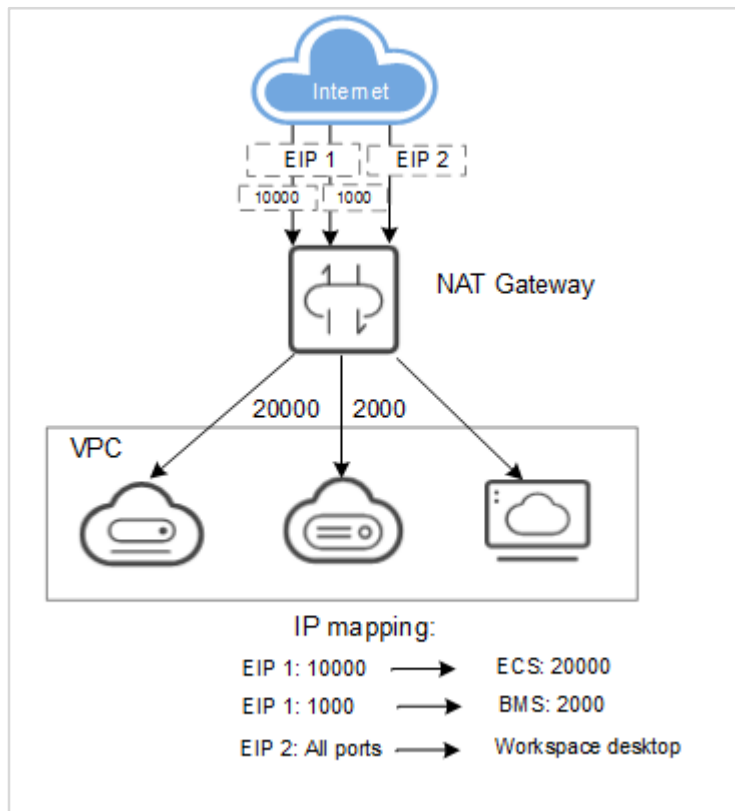 Internet
EIP 1
EIP 2
10000
1000
NAT Gateway
20000
2000
VPC
IP mapping:
EIP 1: 10000 ECS: 20000
EIP 1: 1000 BMS: 2000
EIP 2: All ports Workspace desktop